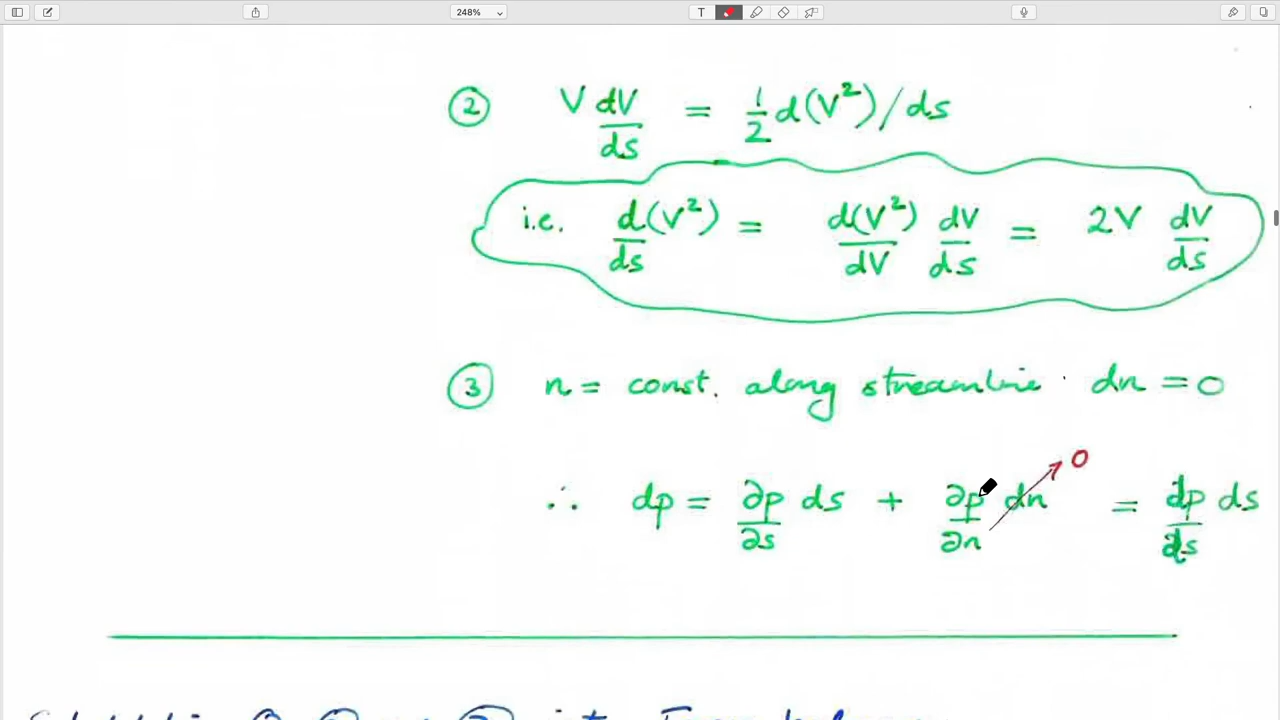 248%
T
② V dV/ds = 1/2 d(V²)/ds
i.e. d/ds (V²) = d(V²)/dV dV/ds = 2V dV/ds
③ n = const. along streamline · dn = 0
0
∴ dp = ∂p/∂s ds + ∂p/∂n dn = dp/ds ds